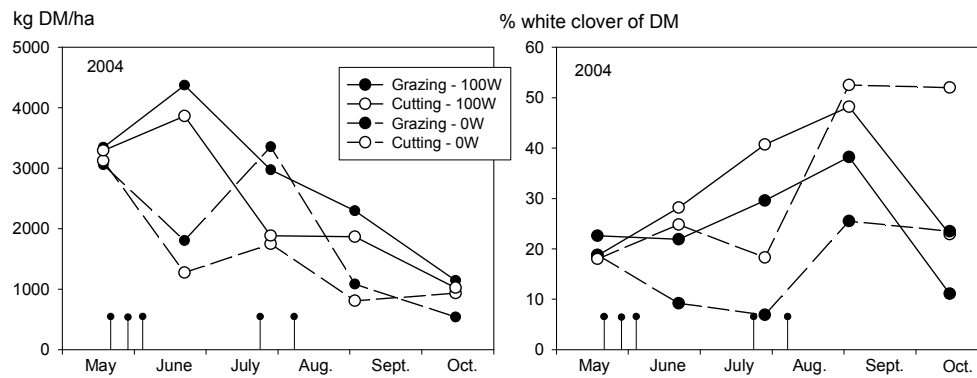 kg DM/ha
% white clover of DM
5000
4000
3000
2000
1000
0
2004
Grazing - 100W
Cutting - 100W
Grazing - 0W
Cutting - 0W
May June July Aug. Sept. Oct.
60
50
40
30
20
10
0
2004
May June July Aug. Sept. Oct.